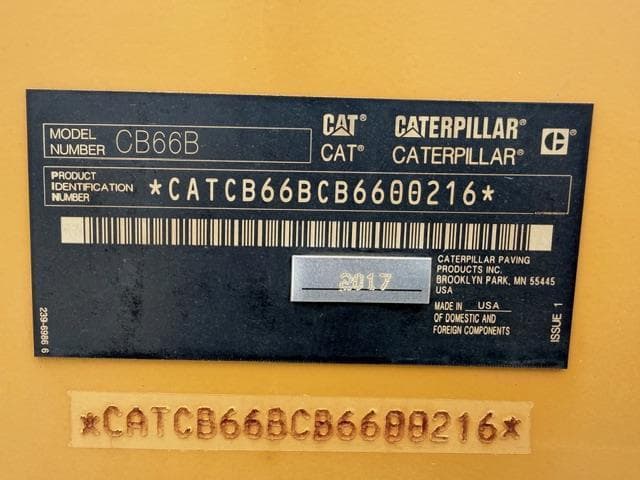 MODEL NUMBER CB66B
CAT® CATERPILLAR®
CAT® CATERPILLAR® C
PRODUCT
IDENTIFICATION
NUMBER
*CATCB66BCB6600216*
2017
CATERPILLAR PAVING
PRODUCTS INC.
BROOKLYN PARK, MN 55445
USA
MADE IN USA
OF DOMESTIC AND
FOREIGN COMPONENTS
239-6966 6
ISSUE 1
*CATCB66BCB6600216*